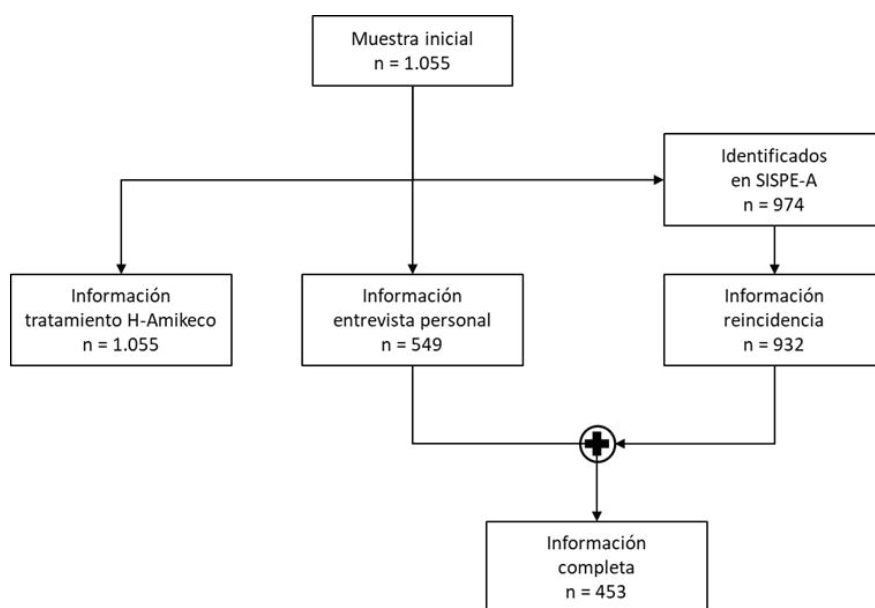 Muestra inicial
n = 1.055
Identificados
en SISPE-A
n = 974
Información
tratamiento H-Amikeco
n = 1.055
Información
entrevista personal
n = 549
Información
reincidencia
n = 932
Información
completa
n = 453